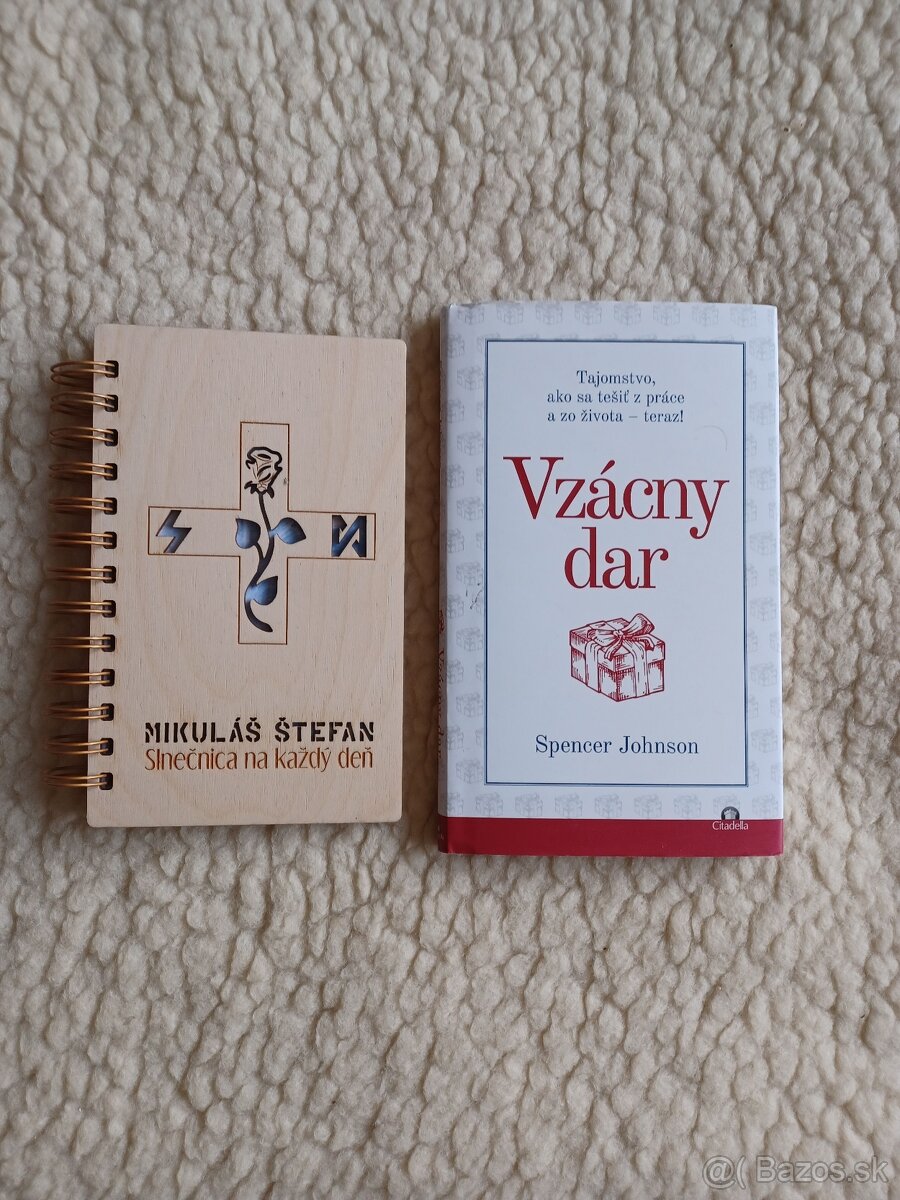 MIKULÁŠ ŠTEFAN
Slnečnica na každý deň
Tajomstvo,
ako sa tešiť z práce
a zo života – teraz!
Vzácny
dar
Spencer Johnson
Citadella
@( Bazos.sk